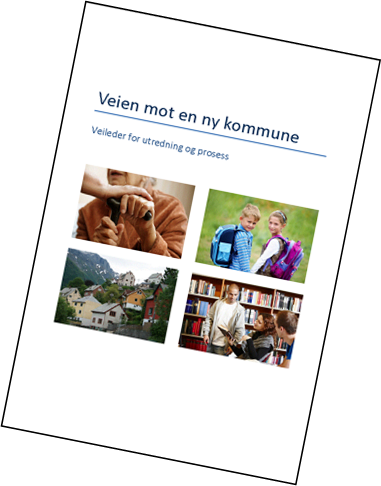 Veien mot en ny kommune
Veileder for utredning og prosess